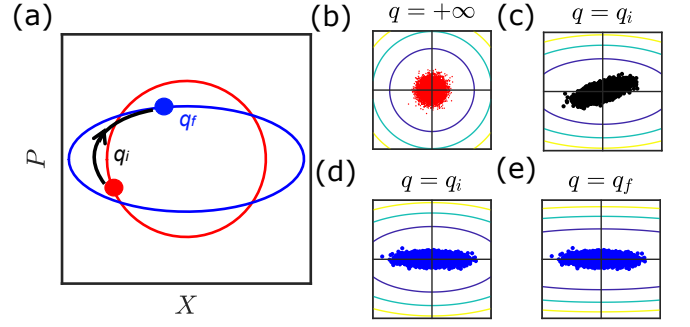 (a)
P
X
q_f
q_i
(b)
q = +∞
(c)
q = q_i
(d)
q = q_i
(e)
q = q_f